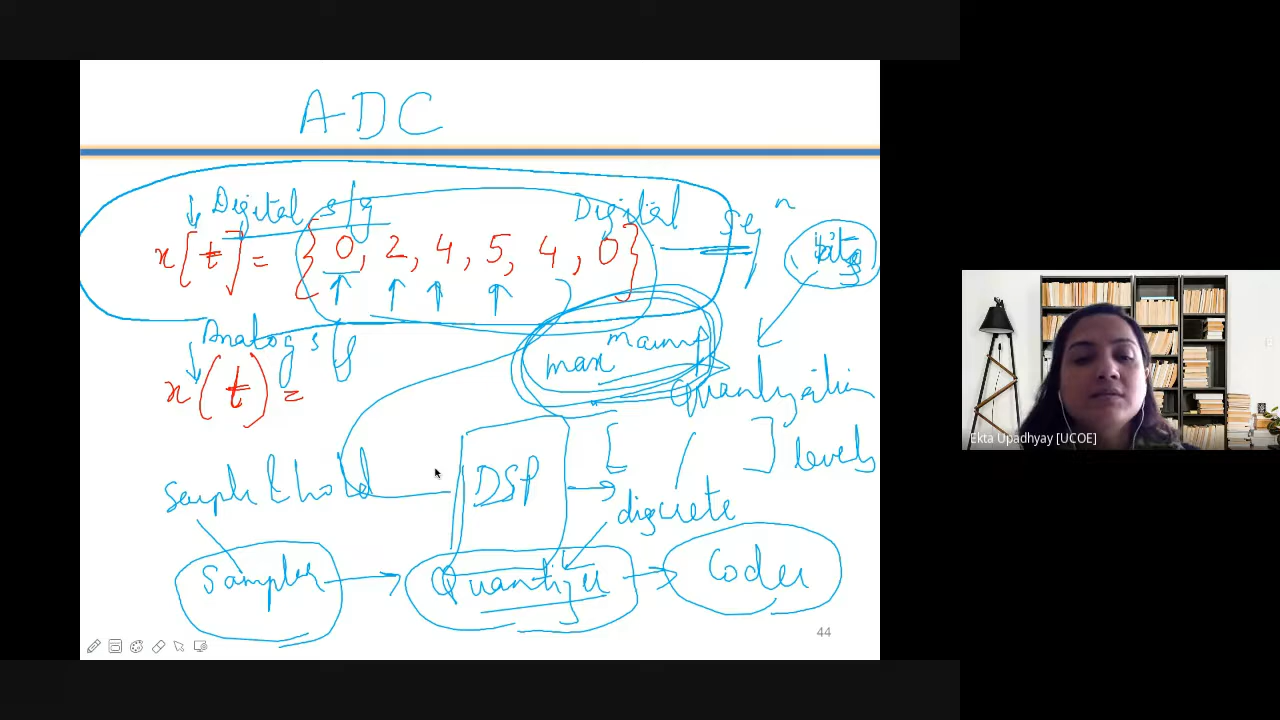 ADC
Digital sig
Digital seqⁿ
x[t] = {0, 2, 4, 5, 4, 0}
bits
Analog sig
x(t) =
max
Quantization
levels
[ / ]
DSP
Sample & hold
discrete
Sampler
Quantizer
Coder
Ekta Upadhyay [UCOE]
44